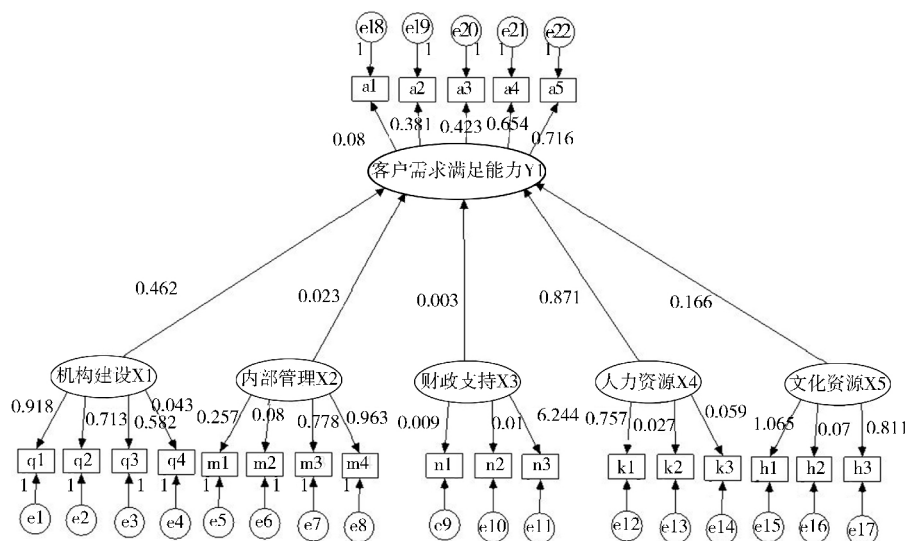 e18 e19 e20 e21 e22
1 1 1 1 1
a1 a2 a3 a4 a5
0.08 0.381 0.423 0.654 0.716
客户需求满足能力Y1
0.462 0.023 0.003 0.871 0.166
机构建设X1 内部管理X2 财政支持X3 人力资源X4 文化资源X5
0.918 0.713 0.582 0.043 0.257 0.08 0.778 0.963 0.009 0.01 6.244 0.757 0.027 0.059 1.065 0.07 0.811
q1 q2 q3 q4 m1 m2 m3 m4 n1 n2 n3 k1 k2 k3 h1 h2 h3
1 1 1 1 1 1 1 1
e1 e2 e3 e4 e5 e6 e7 e8 c9 e10 e11 e12 e13 e14 e15 e16 e17